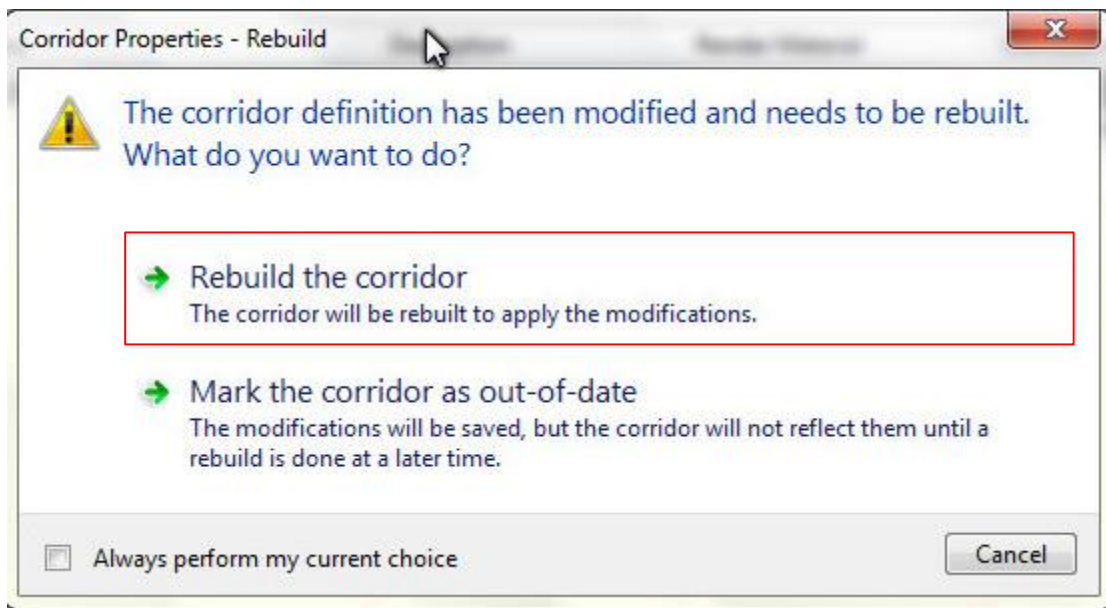 Corridor Properties - Rebuild
The corridor definition has been modified and needs to be rebuilt.
What do you want to do?
Rebuild the corridor
The corridor will be rebuilt to apply the modifications.
Mark the corridor as out-of-date
The modifications will be saved, but the corridor will not reflect them until a
rebuild is done at a later time.
Always perform my current choice
Cancel